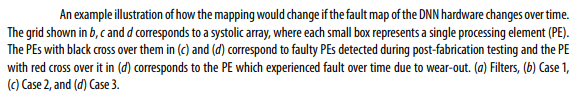 An example illustration of how the mapping would change if the fault map of the DNN hardware changes over time.
The grid shown in b, c and d corresponds to a systolic array, where each small box represents a single processing element (PE).
The PEs with black cross over them in (c) and (d) correspond to faulty PEs detected during post-fabrication testing and the PE
with red cross over it in (d) corresponds to the PE which experienced fault over time due to wear-out. (a) Filters, (b) Case 1,
(c) Case 2, and (d) Case 3.